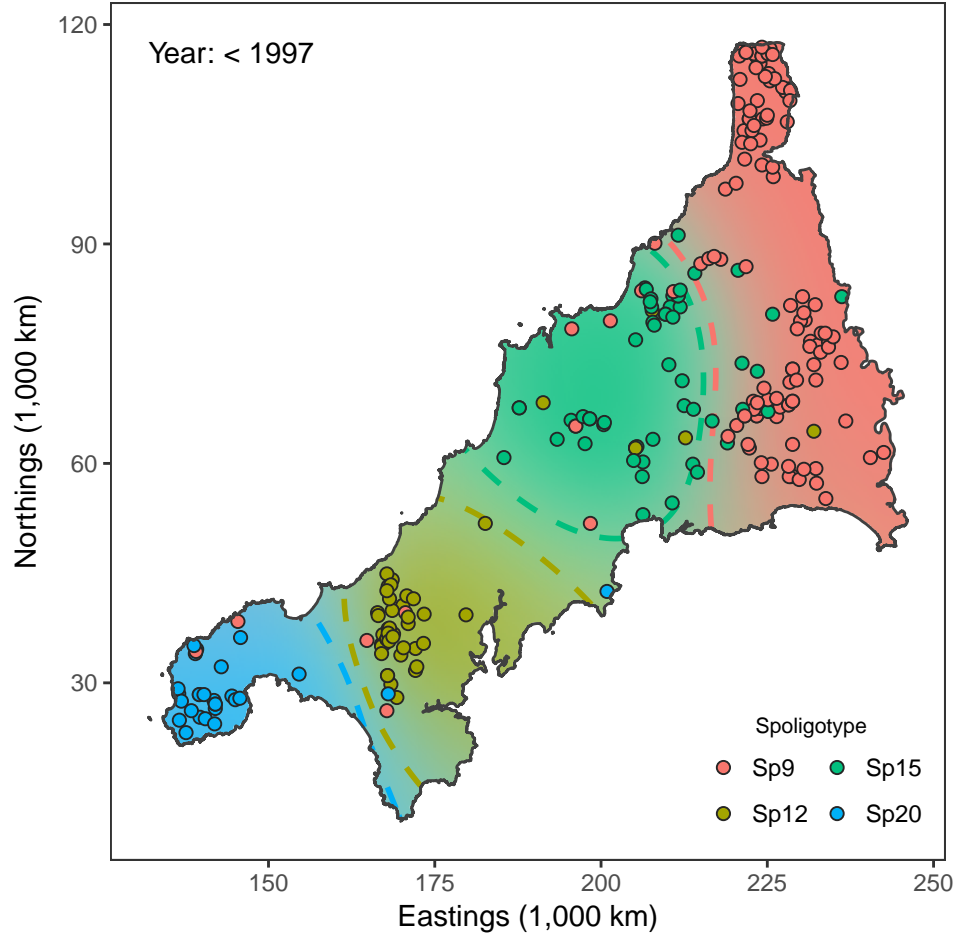 Year: < 1997
120
90
60
30
Northings (1,000 km)
150
175
200
225
250
Eastings (1,000 km)
Spoligotype
Sp9
Sp15
Sp12
Sp20